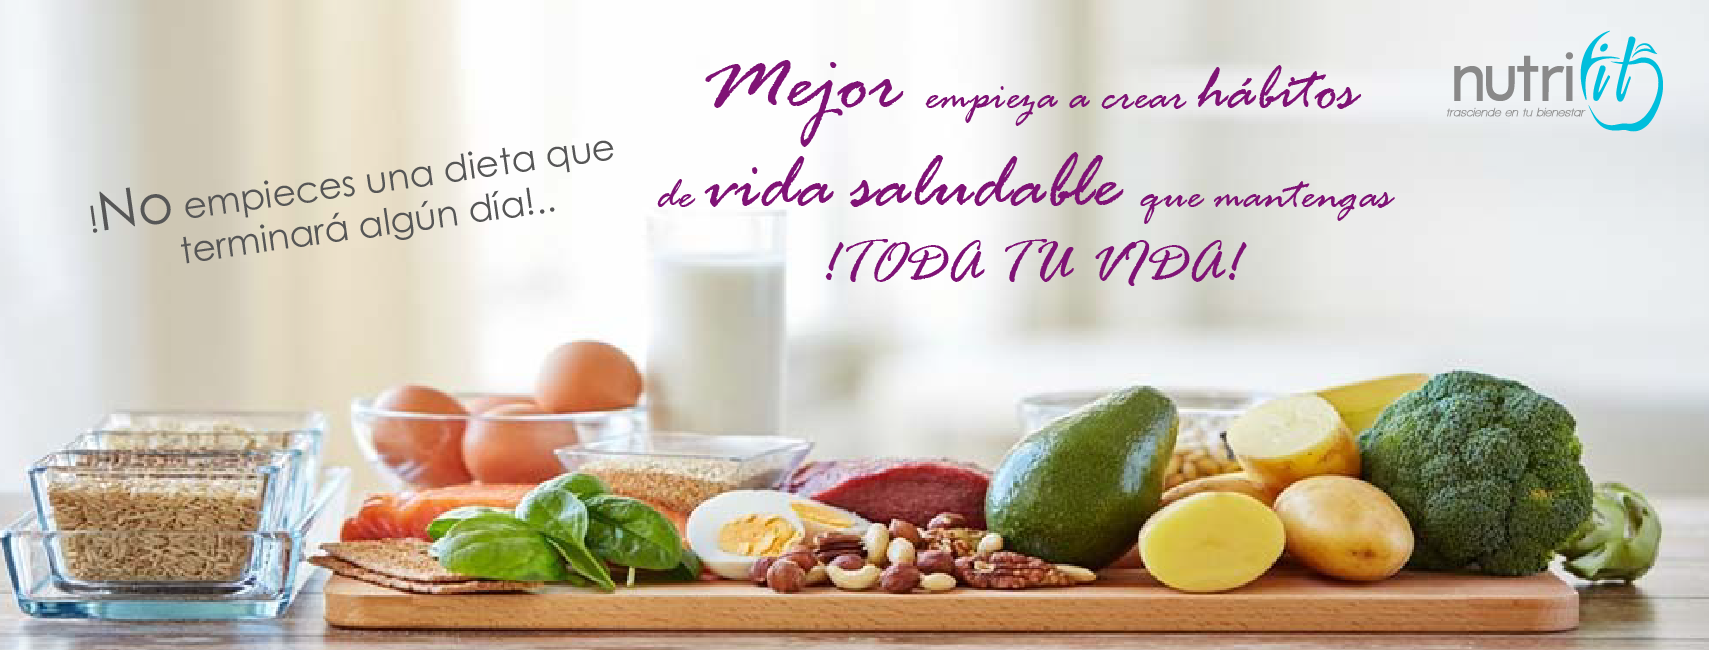 !No empieces una dieta que
terminará algún día!..
Mejor empieza a crear hábitos
de vida saludable que mantengas
!TODA TU VIDA!
nutrifit
trasciende en tu bienestar